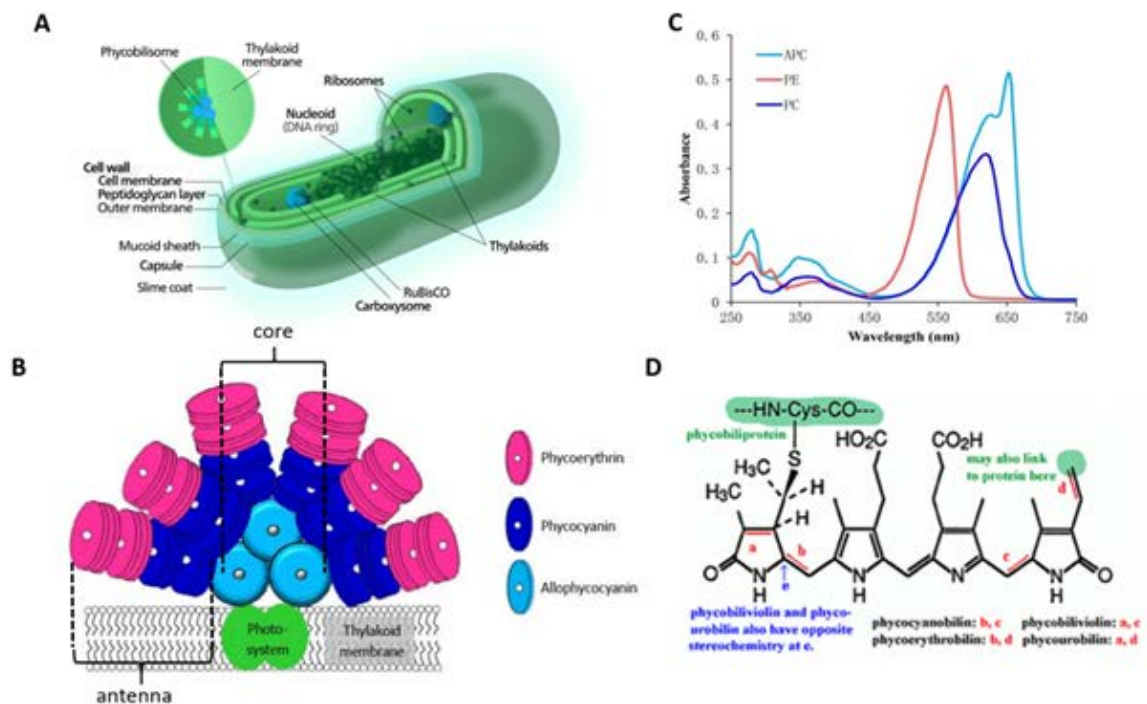 A
Phycobilisome
Thylakoid
membrane
Ribosomes
Nucleoid
(DNA ring)
Cell wall
Cell membrane
Peptidoglycan layer
Outer membrane
Mucoid sheath
Capsule
Slime coat
Thylakoids
RuBisCO
Carboxysome
B
core
Phycoerythrin
Phycocyanin
Allophycocyanin
Photo-
system
Thylakoid
membrane
antenna
C
0. 6
0. 5
0. 4
0. 3
0. 2
0. 1
0
Absorbance
APC
PE
PC
250
350
450
550
650
750
Wavelength (nm)
D
---HN-Cys-CO---
phycobiliprotein
S
HO2C
CO2H
may also link
to protein here
d
H3C
H
H3C
H
a
b
c
e
O
NH
NH
N
NH
O
phycobiliviolin and phyco-
urobilin also have opposite
stereochemistry at e.
phycocyanobilin: b, c
phycobiliviolin: a, c
phycoerythrobilin: b, d
phycourobilin: a, d